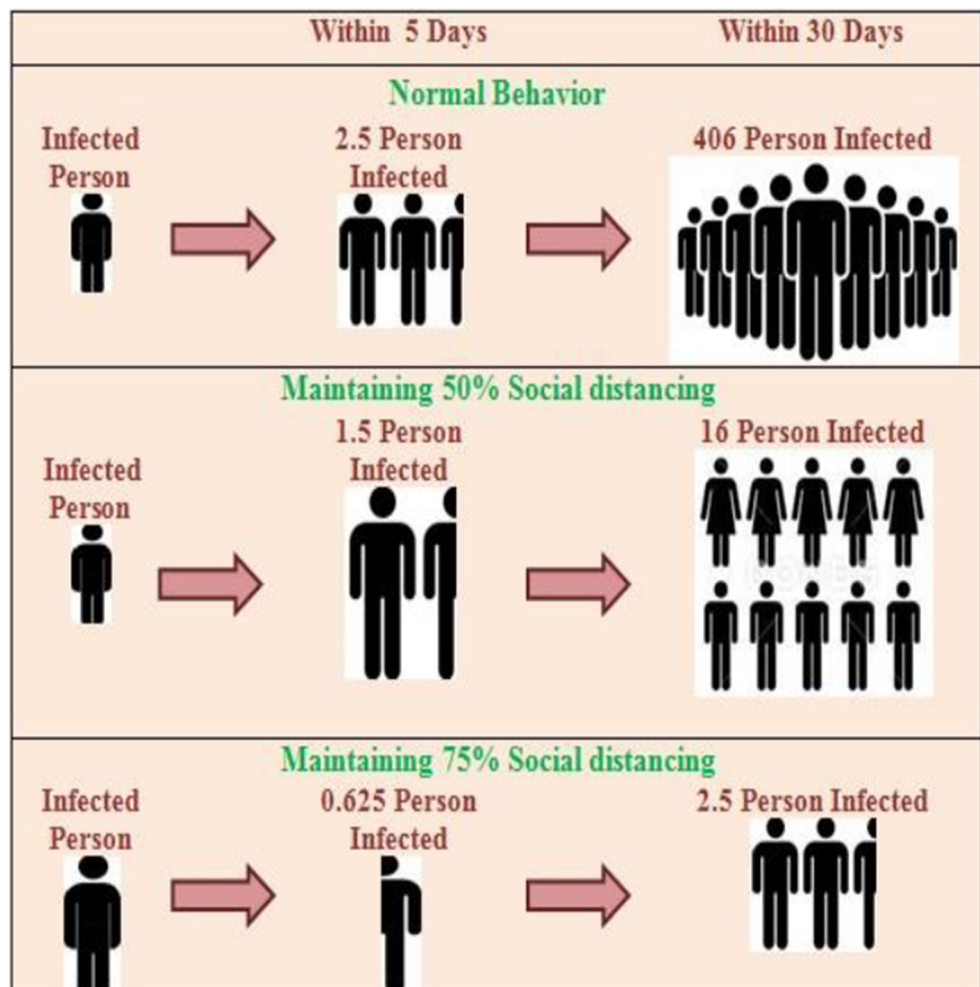 Within 5 Days
Within 30 Days
Normal Behavior
Infected
Person
2.5 Person
Infected
406 Person Infected
Maintaining 50% Social distancing
Infected
Person
1.5 Person
Infected
16 Person Infected
Maintaining 75% Social distancing
Infected
Person
0.625 Person
Infected
2.5 Person Infected